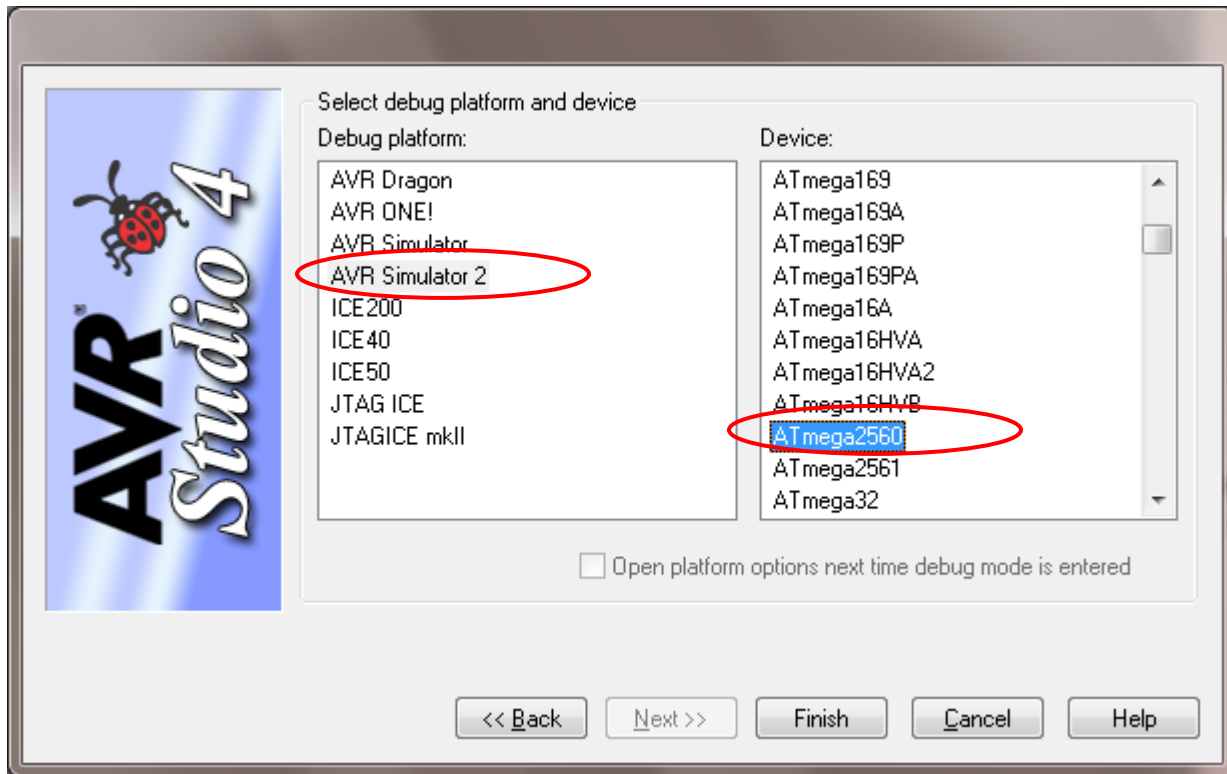 AVR
®
Studio 4
Select debug platform and device
Debug platform:
AVR Dragon
AVR ONE!
AVR Simulator
AVR Simulator 2
ICE200
ICE40
ICE50
JTAG ICE
JTAGICE mkII
Device:
ATmega169
ATmega169A
ATmega169P
ATmega169PA
ATmega16A
ATmega16HVA
ATmega16HVA2
ATmega16HVB
ATmega2560
ATmega2561
ATmega32
Open platform options next time debug mode is entered
<< Back
Next >>
Finish
Cancel
Help